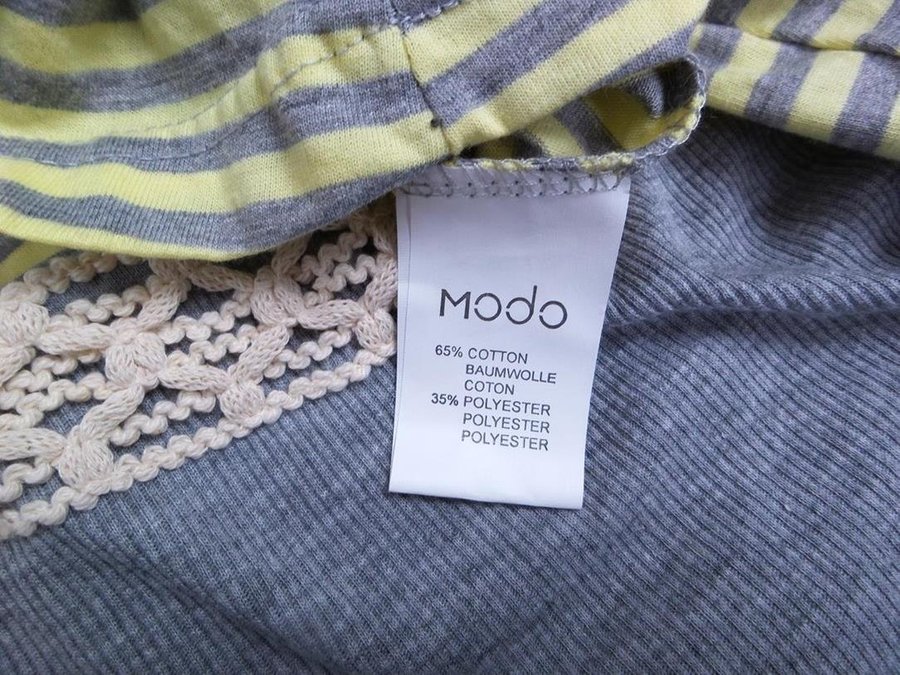 MODO
65% COTTON
BAUMWOLLE
COTON
35% POLYESTER
POLYESTER
POLYESTER